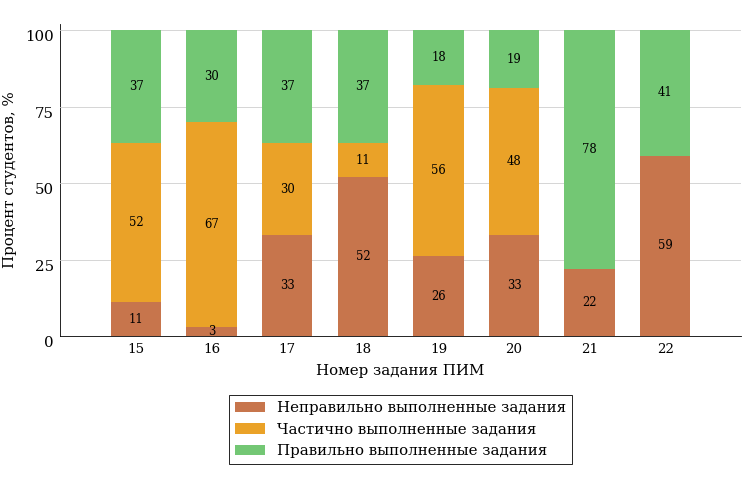 100
75
50
25
0
Процент студентов, %
37 30 37 37 18 19 78 41
52 67 30 11 56 48
11 3 33 52 26 33 22 59
15 16 17 18 19 20 21 22
Номер задания ПИМ
Неправильно выполненные задания
Частично выполненные задания
Правильно выполненные задания